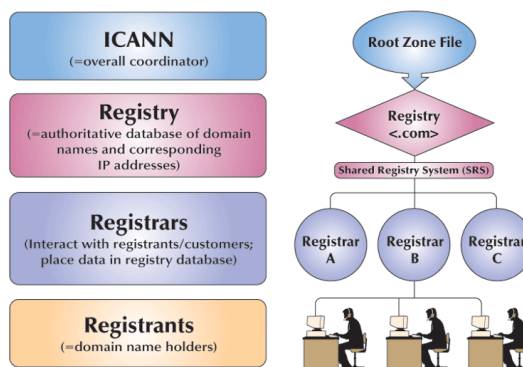 ICANN
(=overall coordinator)
Registry
(=authoritative database of domain
names and corresponding
IP addresses)
Registrars
(Interact with registrants/customers;
place data in registry database)
Registrants
(=domain name holders)
Root Zone File
Registry
<.com>
Shared Registry System (SRS)
Registrar
A
Registrar
B
Registrar
C